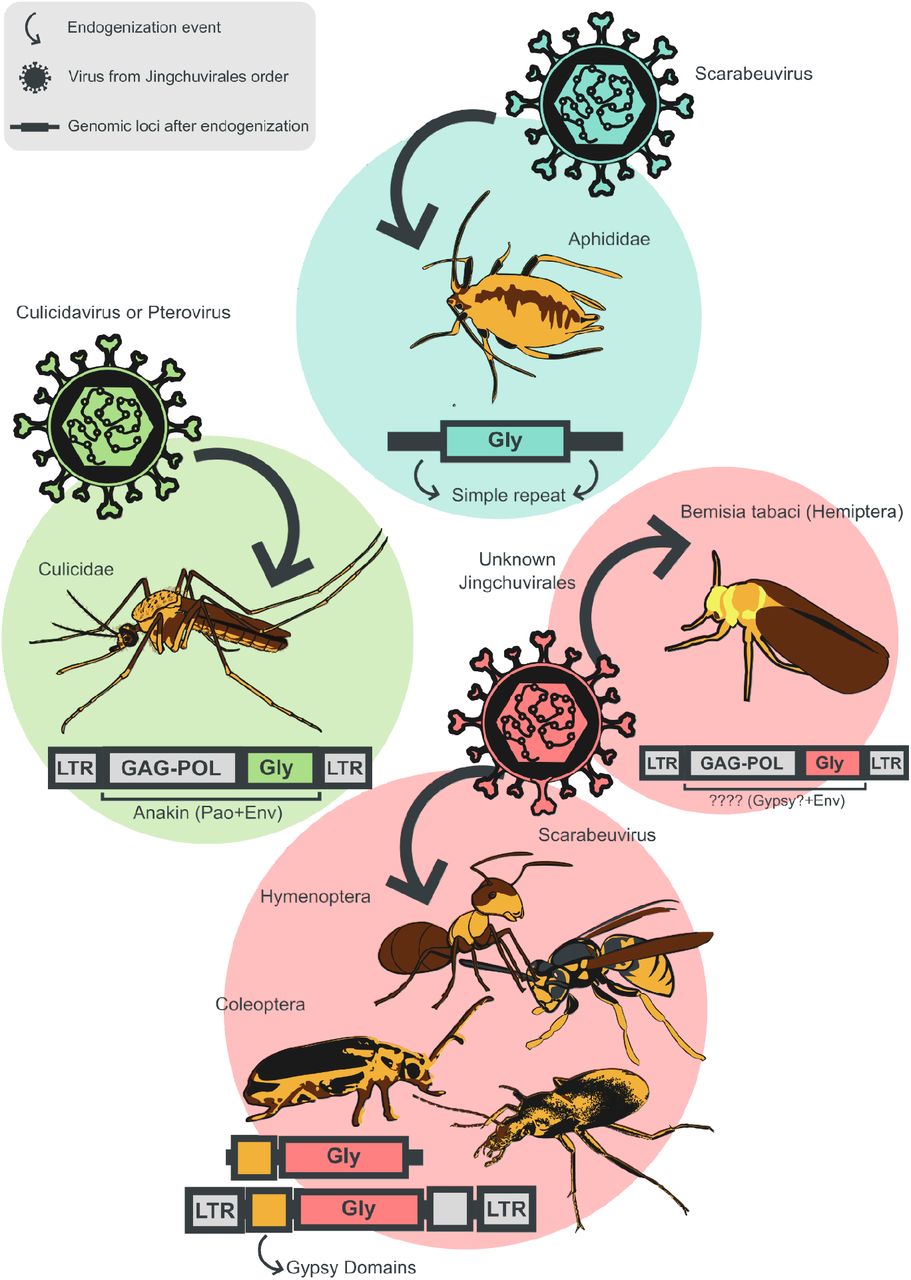 Endogenization event
Virus from Jingchuvirales order
Genomic loci after endogenization
Scarabeuvirus
Aphididae
Gly
Simple repeat
Culicidavirus or Pterovirus
Culicidae
LTR GAG-POL Gly LTR
Anakin (Pao+Env)
Bemisia tabaci (Hemiptera)
Unknown
Jingchuvirales
LTR GAG-POL Gly LTR
???? (Gypsy?+Env)
Scarabeuvirus
Hymenoptera
Coleoptera
Gly
LTR Gly LTR
Gypsy Domains